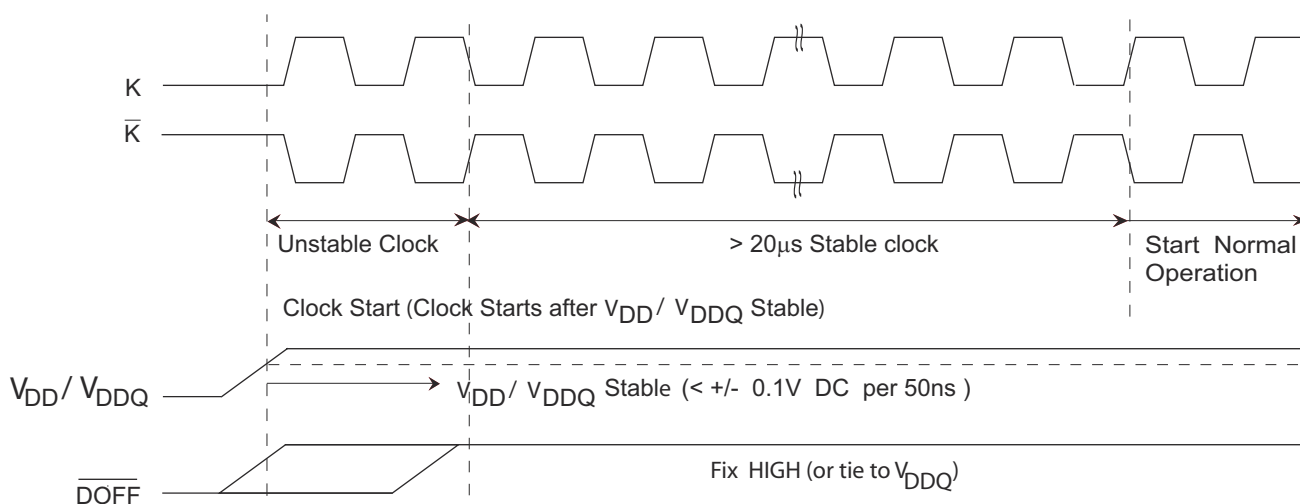 K
K̅
Unstable Clock
> 20μs Stable clock
Start Normal
Operation
Clock Start (Clock Starts after VDD/ VDDQ Stable)
VDD/ VDDQ
VDD/ VDDQ Stable (< +/- 0.1V DC per 50ns )
D̅O̅F̅F̅
Fix HIGH (or tie to VDDQ)